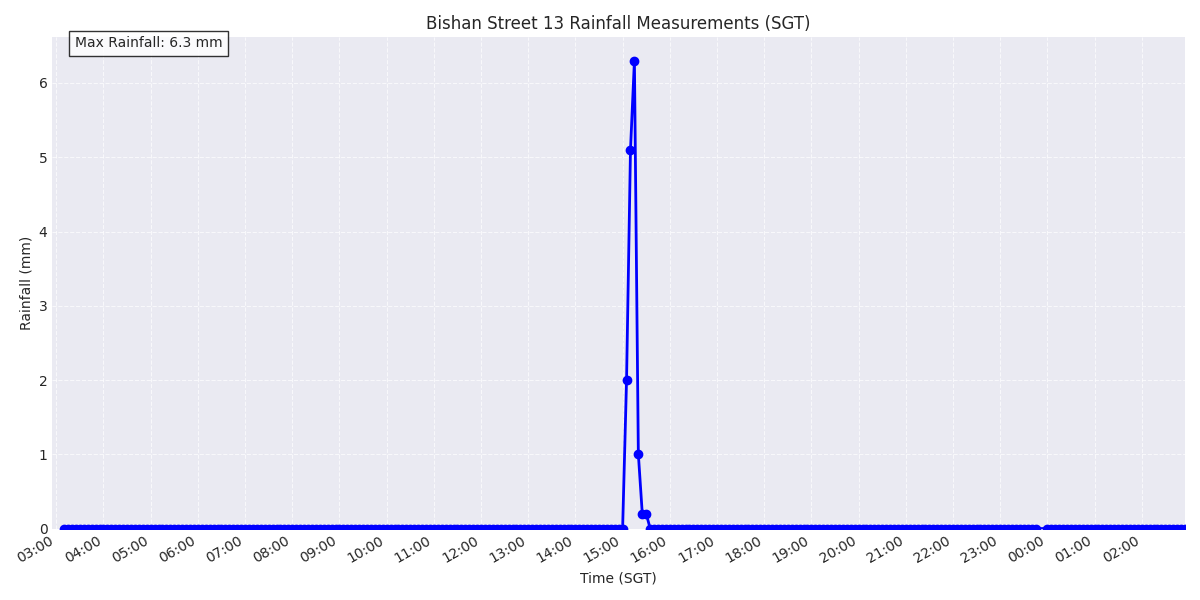 Bishan Street 13 Rainfall Measurements (SGT)
Max Rainfall: 6.3 mm
Rainfall (mm)
6
5
4
3
2
1
0
03:00 04:00 05:00 06:00 07:00 08:00 09:00 10:00 11:00 12:00 13:00 14:00 15:00 16:00 17:00 18:00 19:00 20:00 21:00 22:00 23:00 00:00 01:00 02:00
Time (SGT)